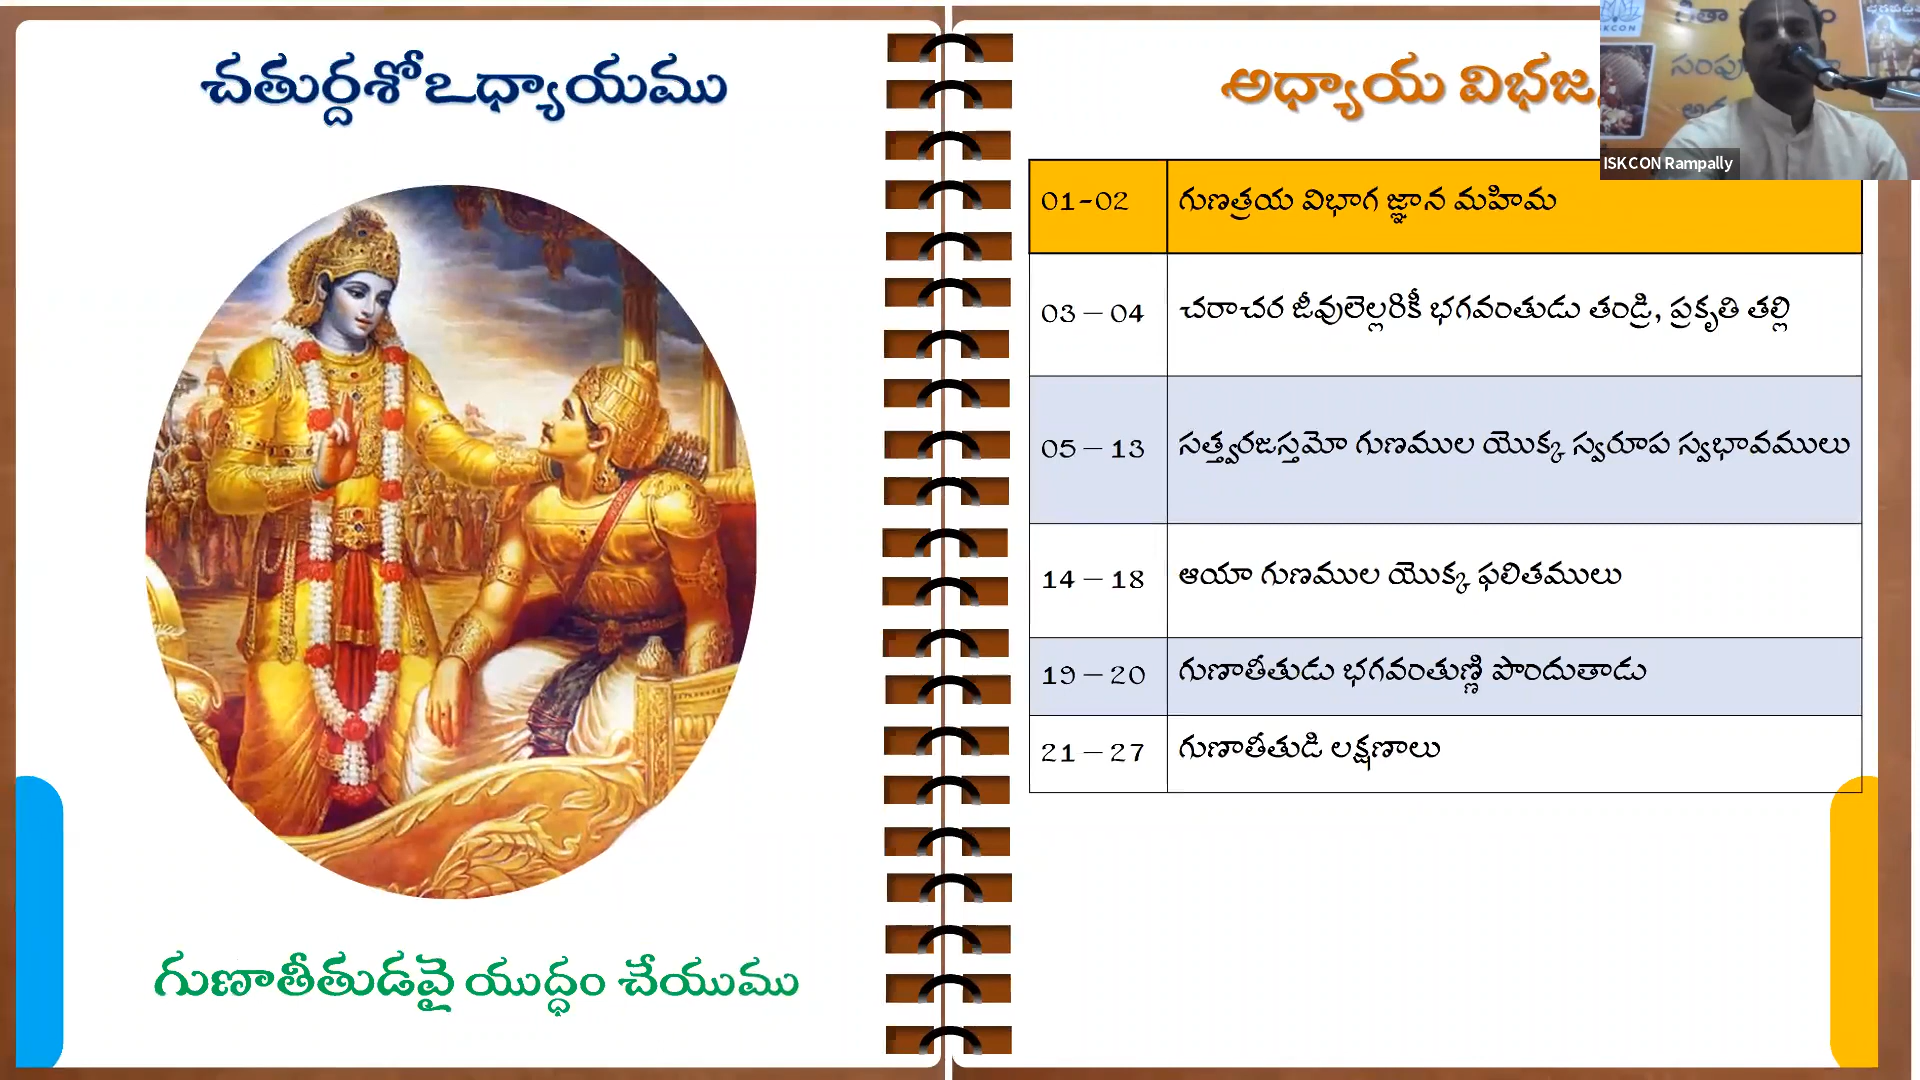 చతుర్దశోఽధ్యాయము
గుణాతీతుడవై యుద్ధం చేయుము
అధ్యాయ
01-02 గుణత్రయ విభాగ జ్ఞాన మహిమ
03 – 04 చరాచర జీవులెల్లరికీ భగవంతుడు తండ్రి, ప్రకృతి తల్లి
05 – 13 సత్త్వరజస్తమో గుణముల యొక్క స్వరూప స్వభావములు
14 – 18 ఆయా గుణముల యొక్క ఫలితములు
19 – 20 గుణాతీతుడు భగవంతుణ్ణి పొందుతాడు
21 – 27 గుణాతీతుడి లక్షణాలు
గీతా
ISKCON Rampally